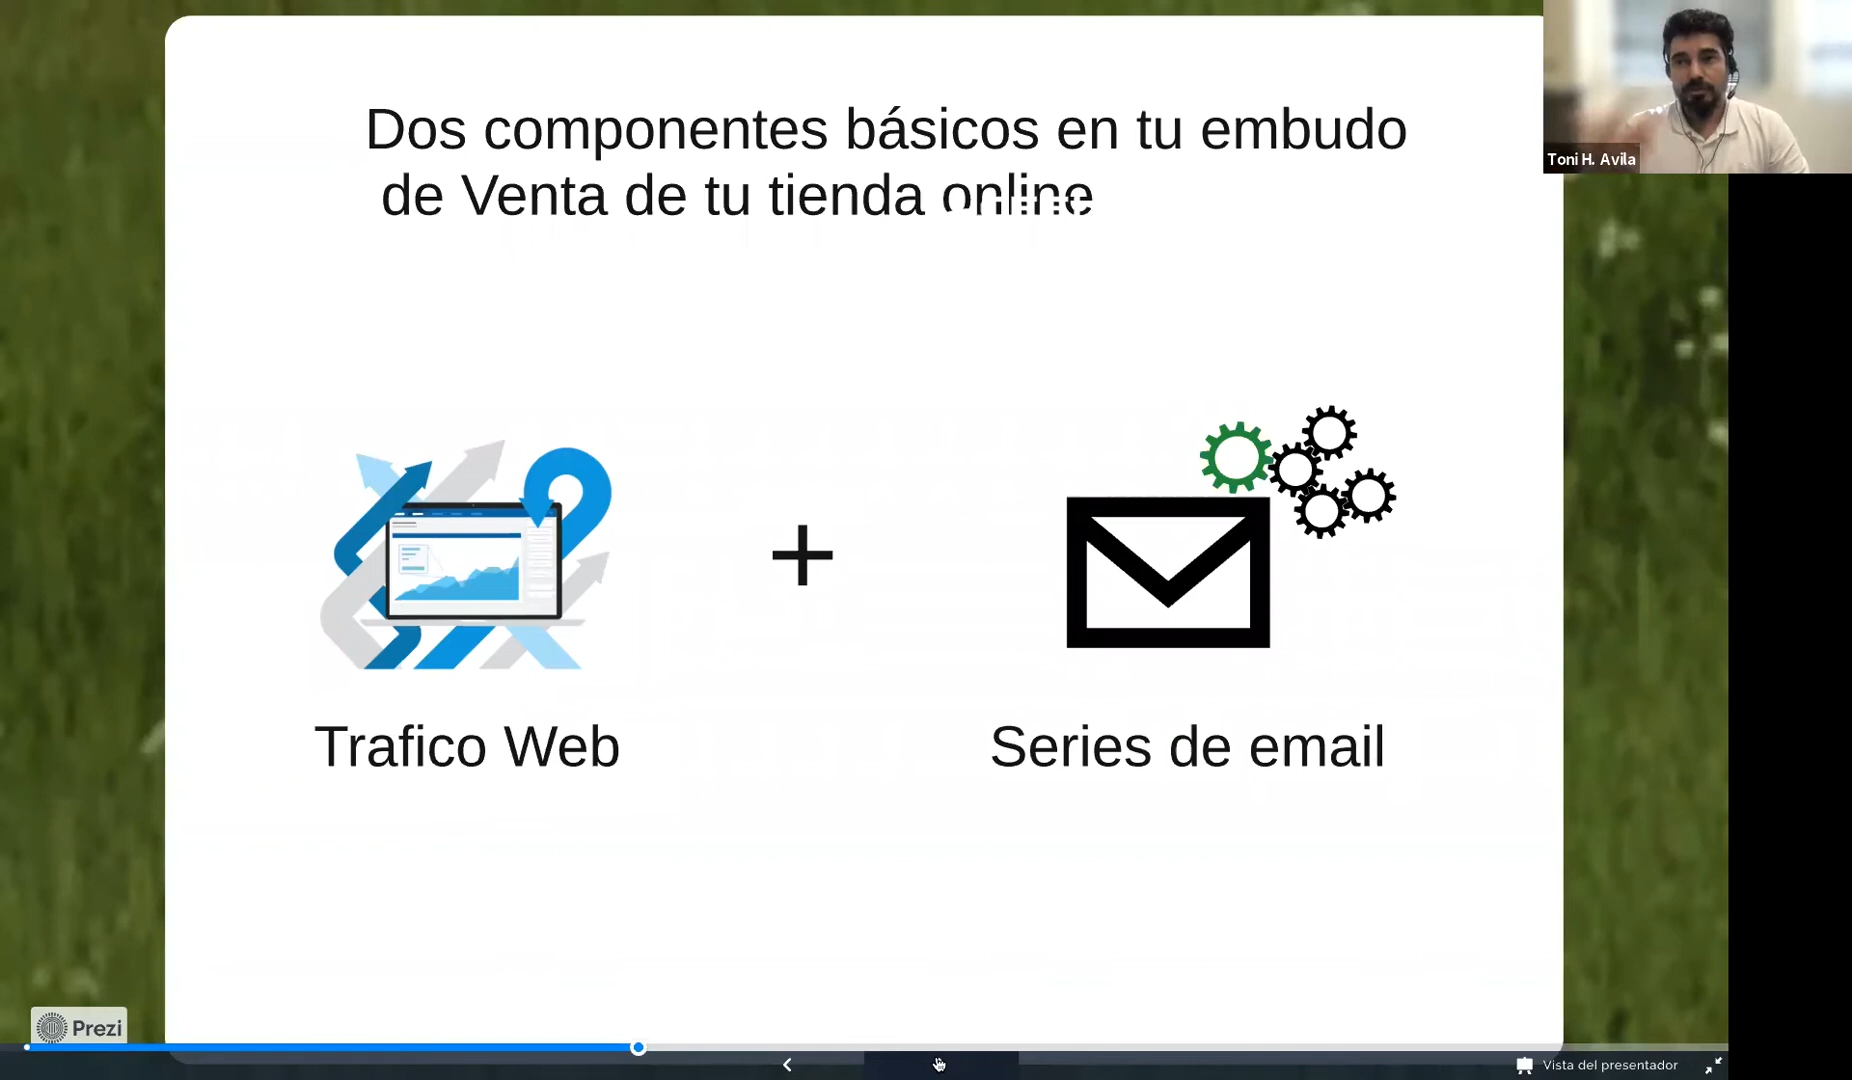 Dos componentes básicos en tu embudo
de Venta de tu tienda online
Toni H. Avila
Trafico Web
+
Series de email
Prezi
Vista del presentador